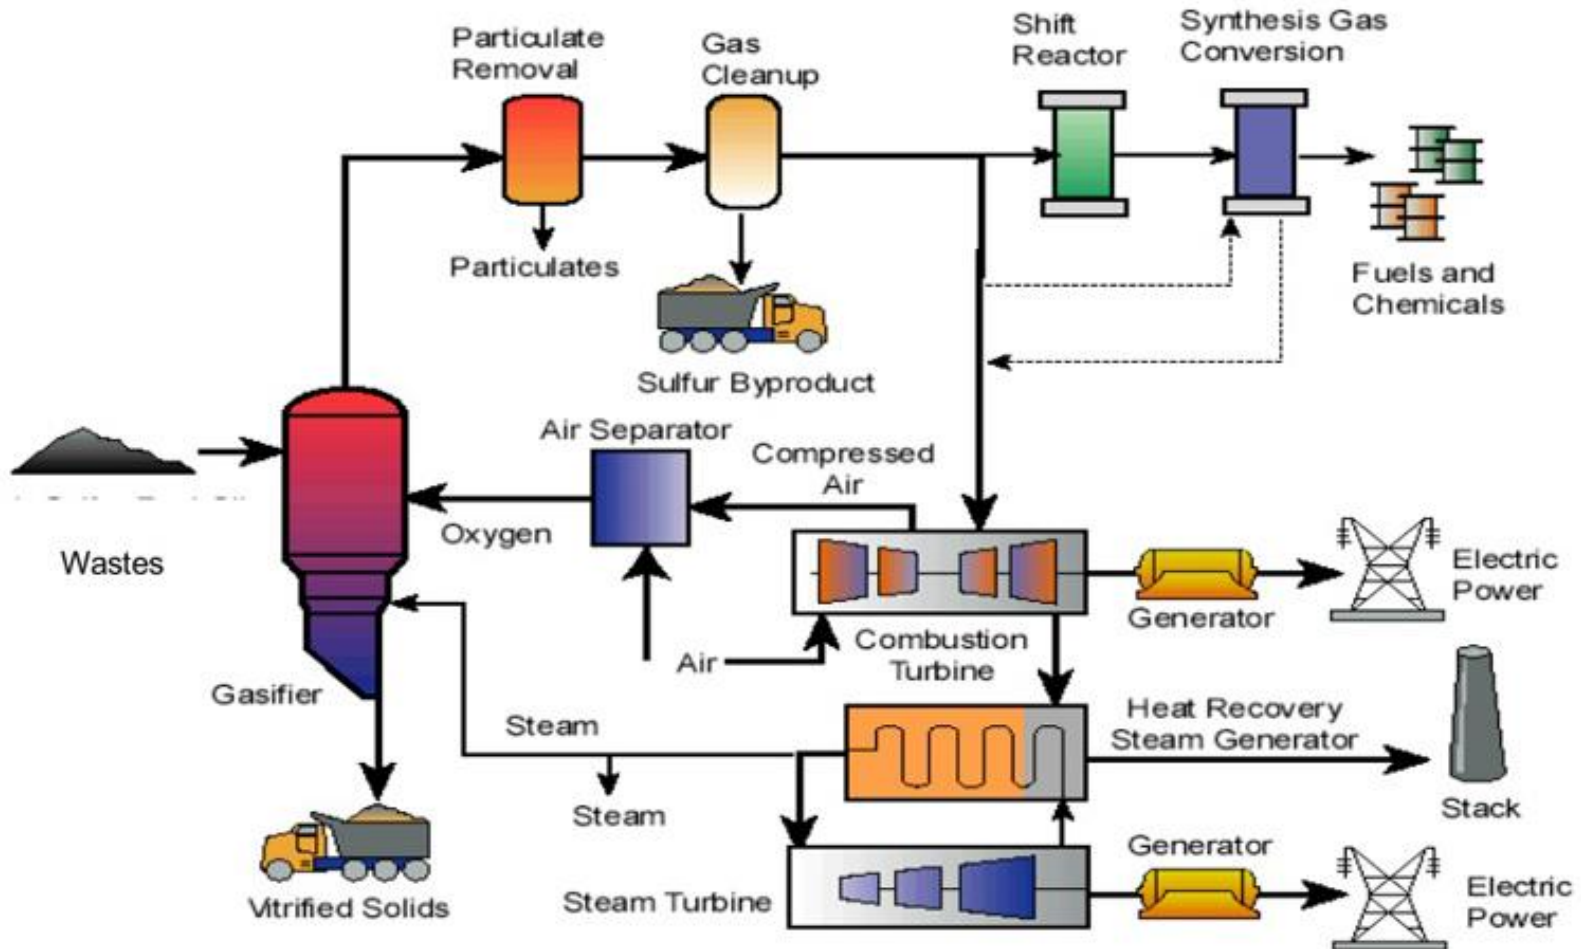 Particulate
Removal
Gas
Cleanup
Shift
Reactor
Synthesis Gas
Conversion
Particulates
Fuels and
Chemicals
Sulfur Byproduct
Air Separator
Compressed
Air
Oxygen
Wastes
Electric
Power
Generator
Combustion
Turbine
Air
Gasifier
Steam
Heat Recovery
Steam Generator
Steam
Stack
Generator
Vitrified Solids
Steam Turbine
Electric
Power